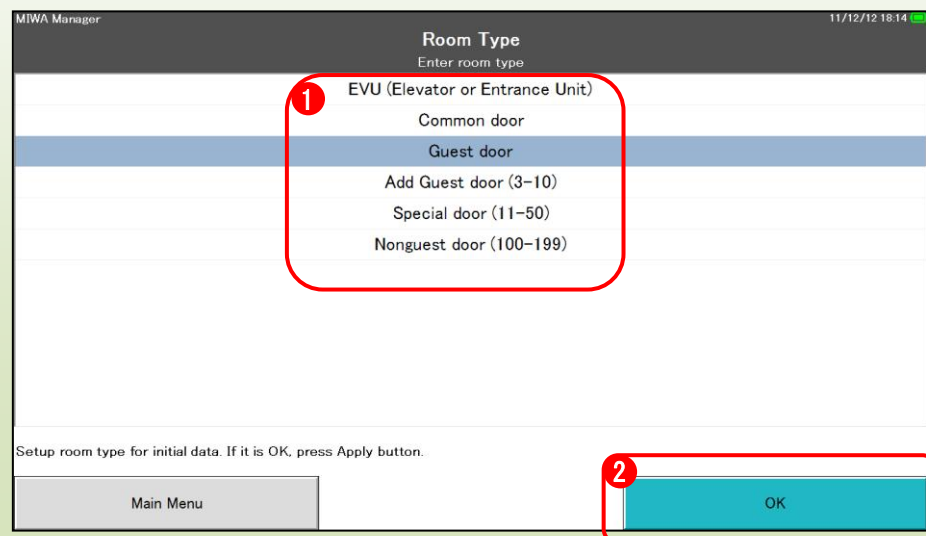 MIWA Manager
11/12/12 18:14
Room Type
Enter room type
1
EVU (Elevator or Entrance Unit)
Common door
Guest door
Add Guest door (3-10)
Special door (11-50)
Nonguest door (100-199)
Setup room type for initial data. If it is OK, press Apply button.
2
Main Menu
OK